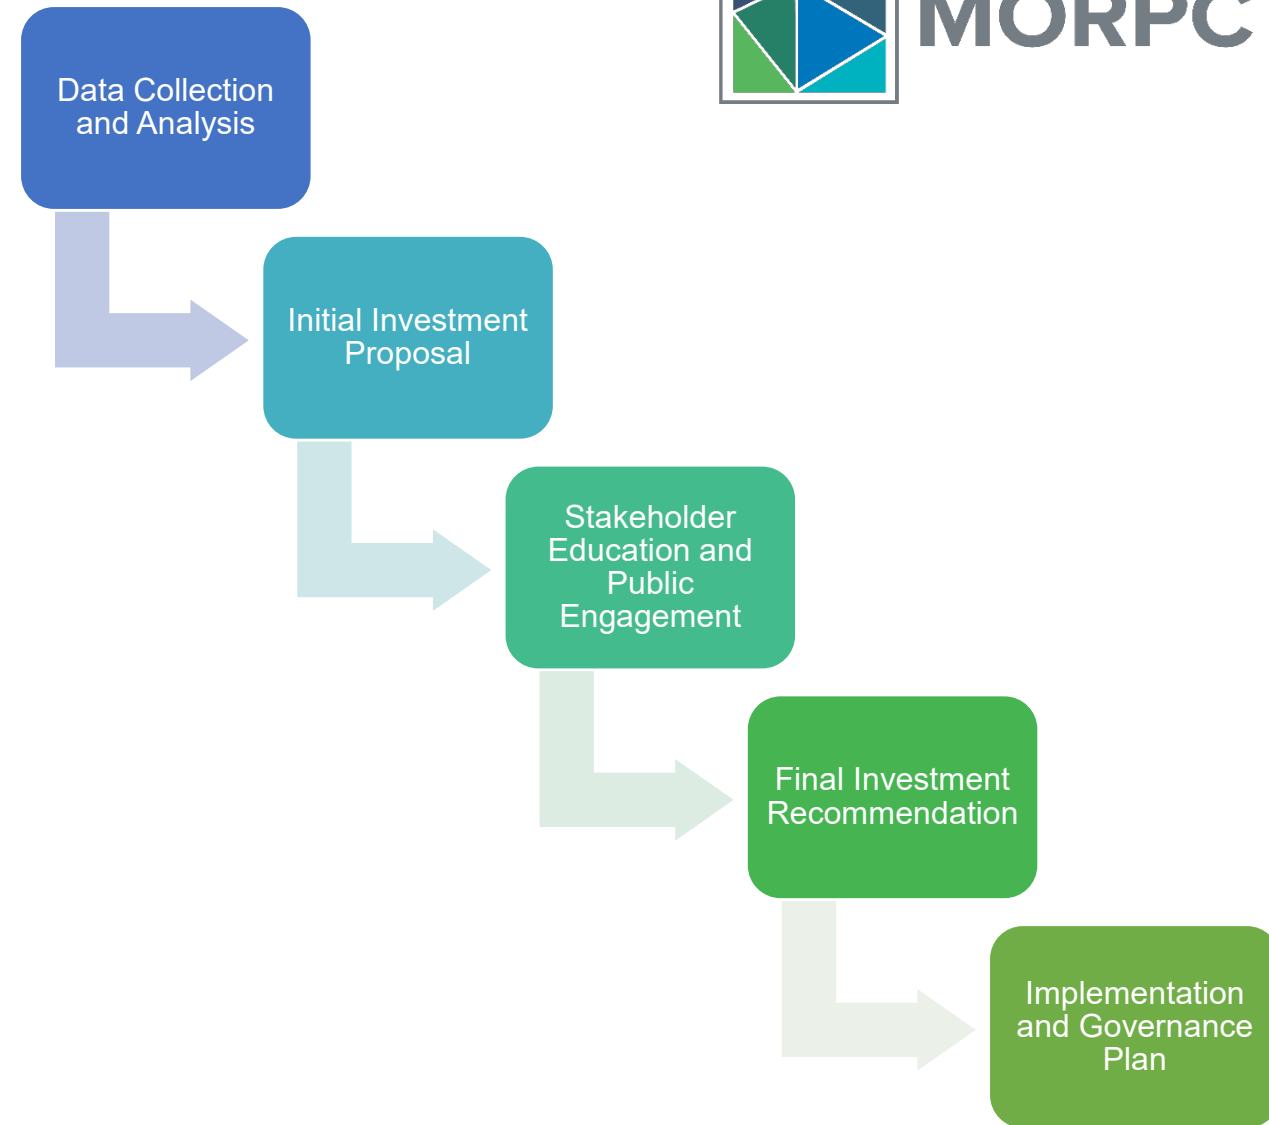 MORPC
Data Collection
and Analysis
Initial Investment
Proposal
Stakeholder
Education and
Public
Engagement
Final Investment
Recommendation
Implementation
and Governance
Plan